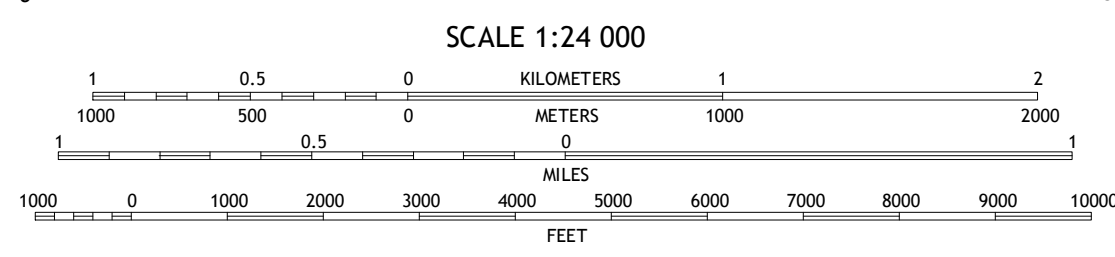 SCALE 1:24 000
1 0.5 0 KILOMETERS 1 2
1000 500 0 METERS 1000 2000
1 0.5 0 1
MILES
1000 0 1000 2000 3000 4000 5000 6000 7000 8000 9000 10000
FEET